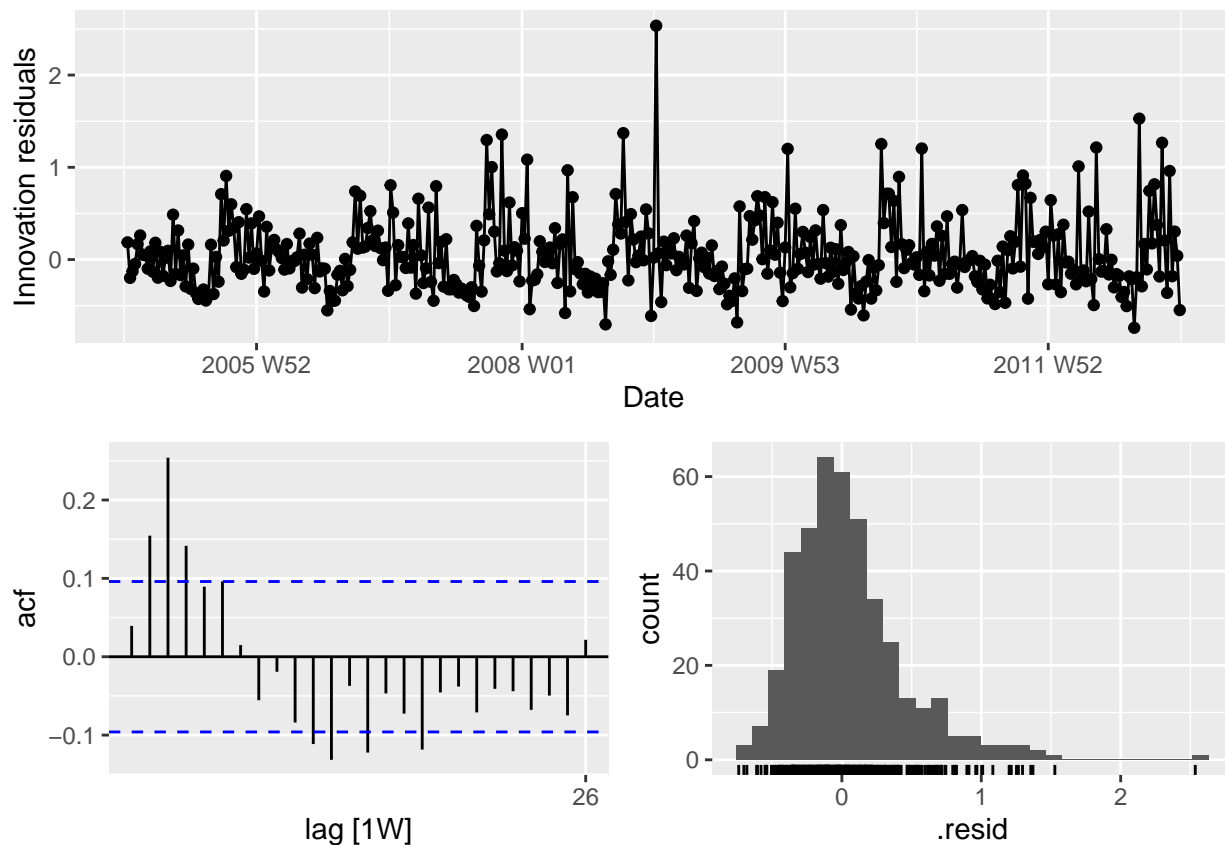 Innovation residuals
2
1
0
2005 W52
2008 W01
2009 W53
2011 W52
Date
acf
0.2
0.1
0.0
−0.1
26
lag [1W]
count
60
40
20
0
0
1
2
.resid